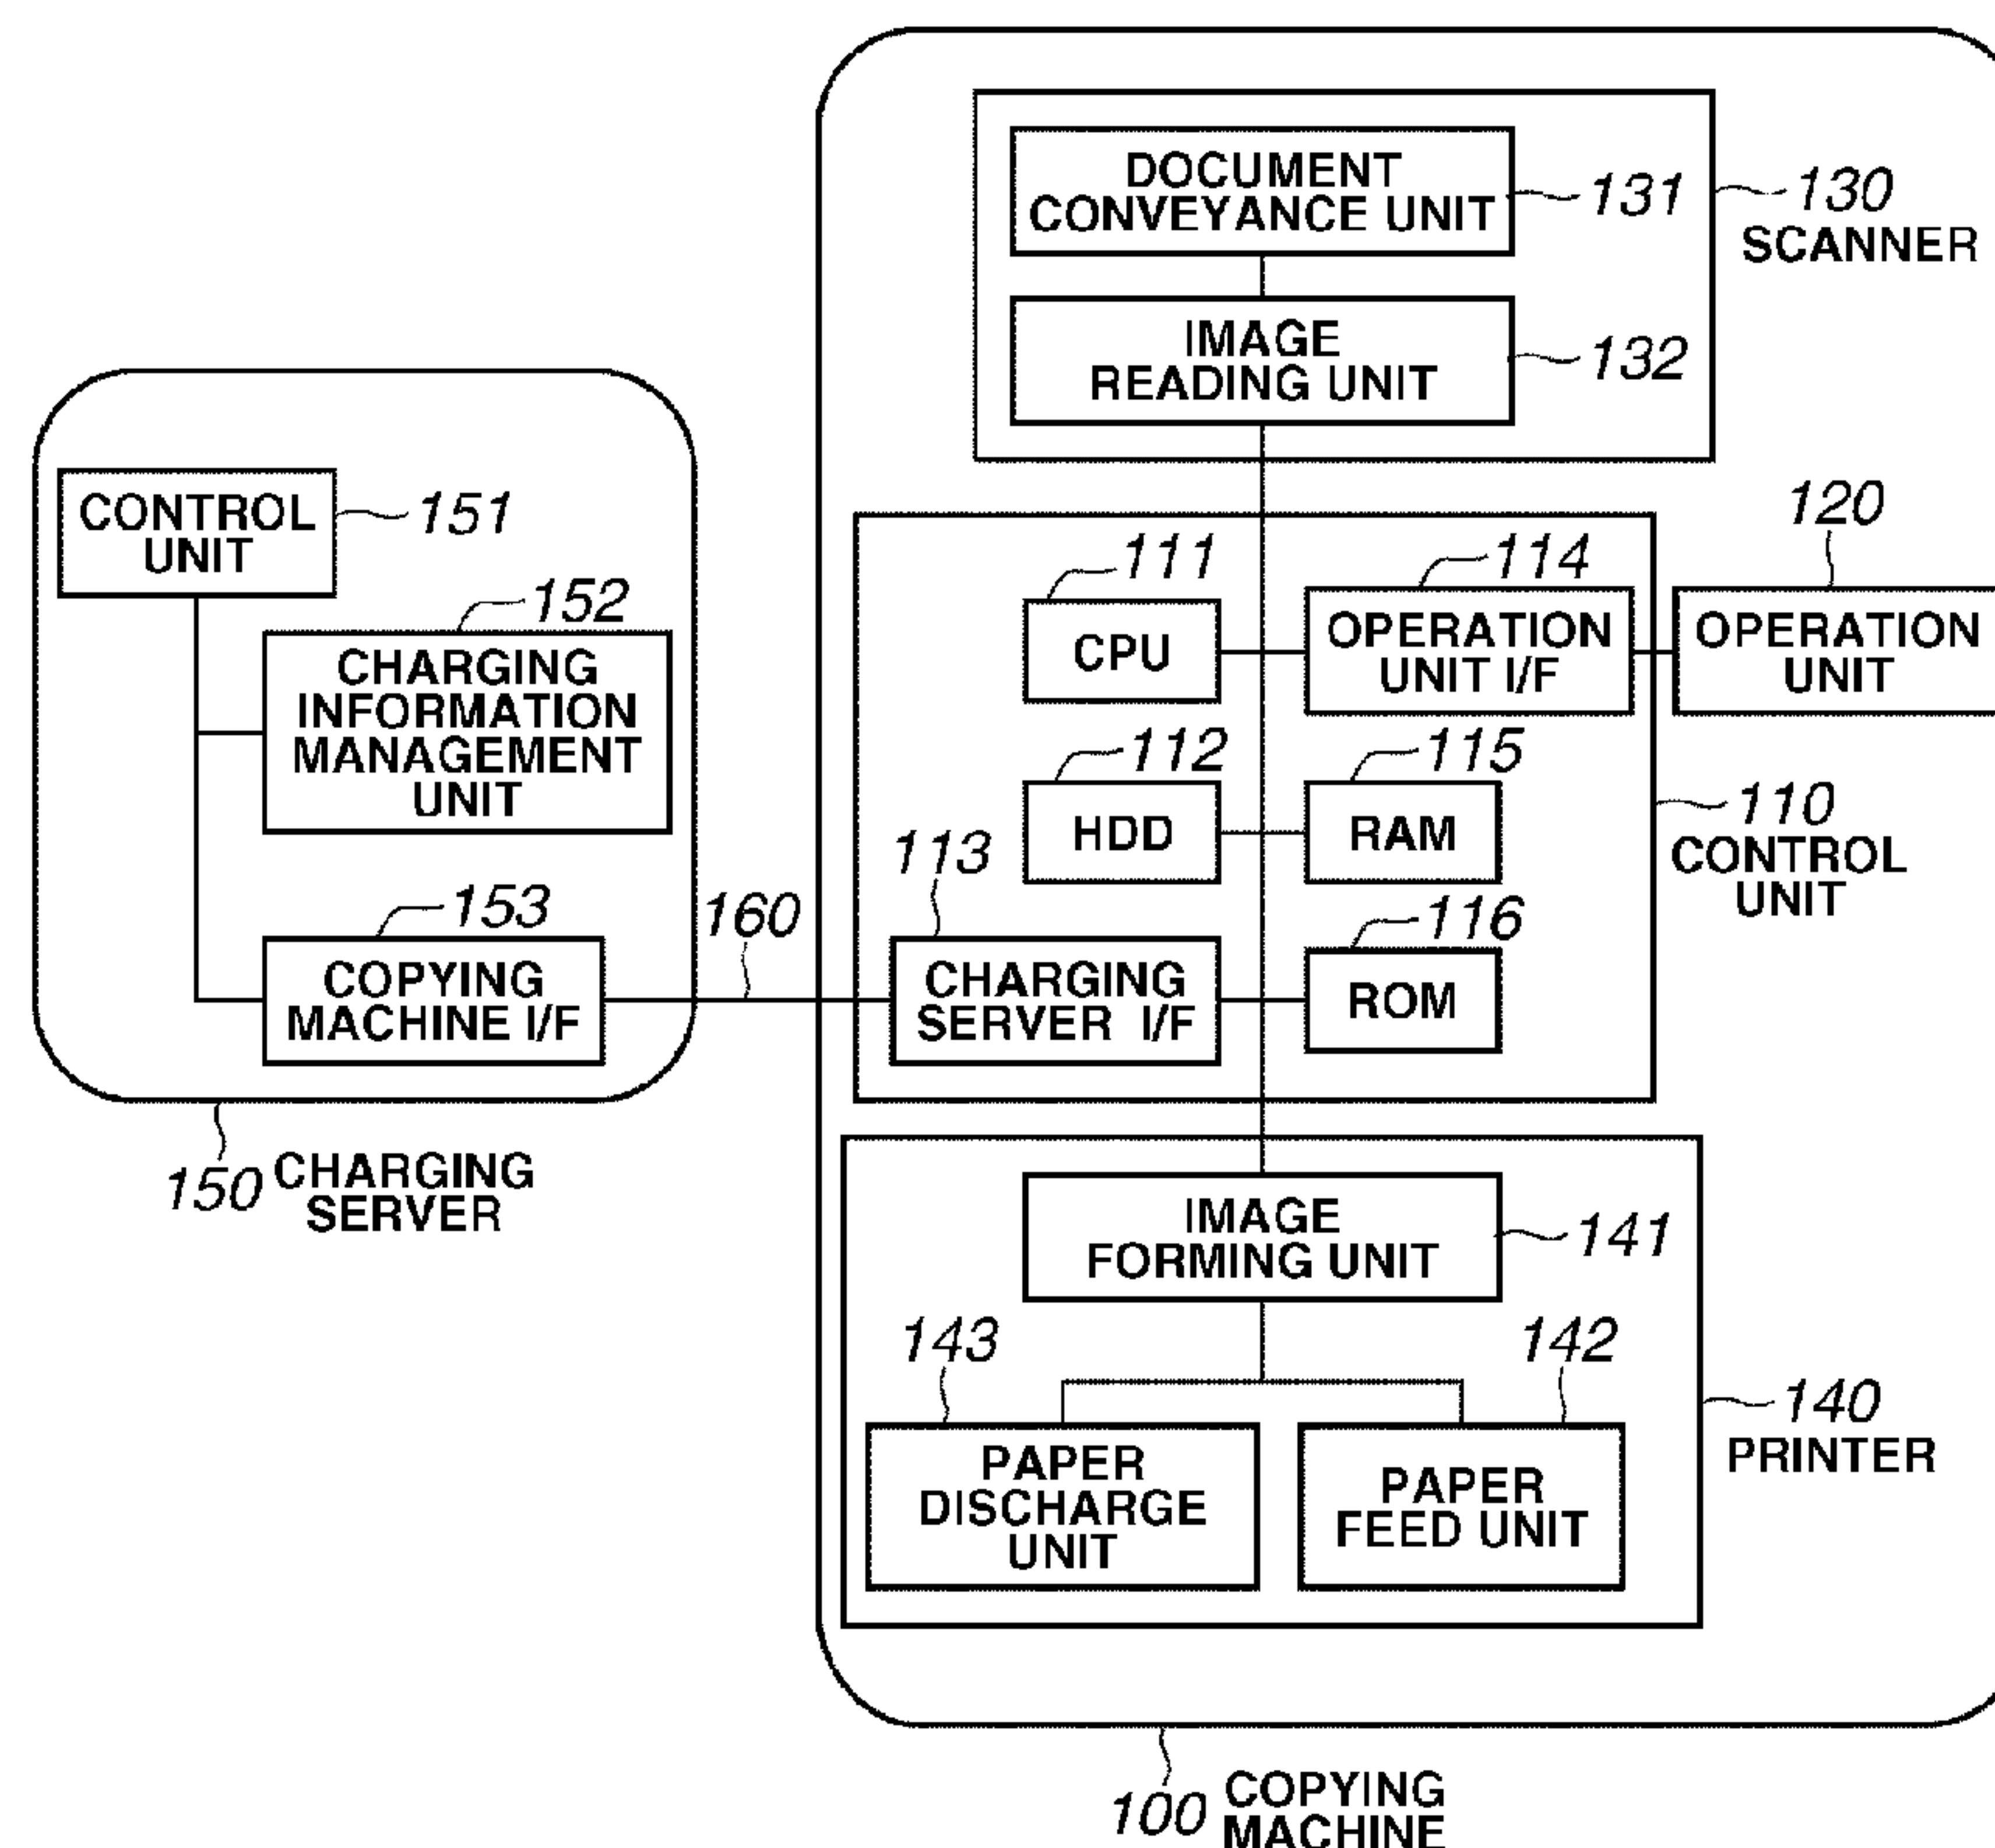 DOCUMENT
CONVEYANCE UNIT
131
130
SCANNER
IMAGE
READING UNIT
132
CONTROL
UNIT
151
152
CHARGING
INFORMATION
MANAGEMENT
UNIT
153
COPYING
MACHINE I/F
150 CHARGING
SERVER
160
111
CPU
114
OPERATION
UNIT I/F
120
OPERATION
UNIT
112
HDD
115
RAM
110
CONTROL
UNIT
113
CHARGING
SERVER I/F
116
ROM
IMAGE
FORMING UNIT
141
143
PAPER
DISCHARGE
UNIT
142
PAPER
FEED UNIT
140
PRINTER
100 COPYING
MACHINE